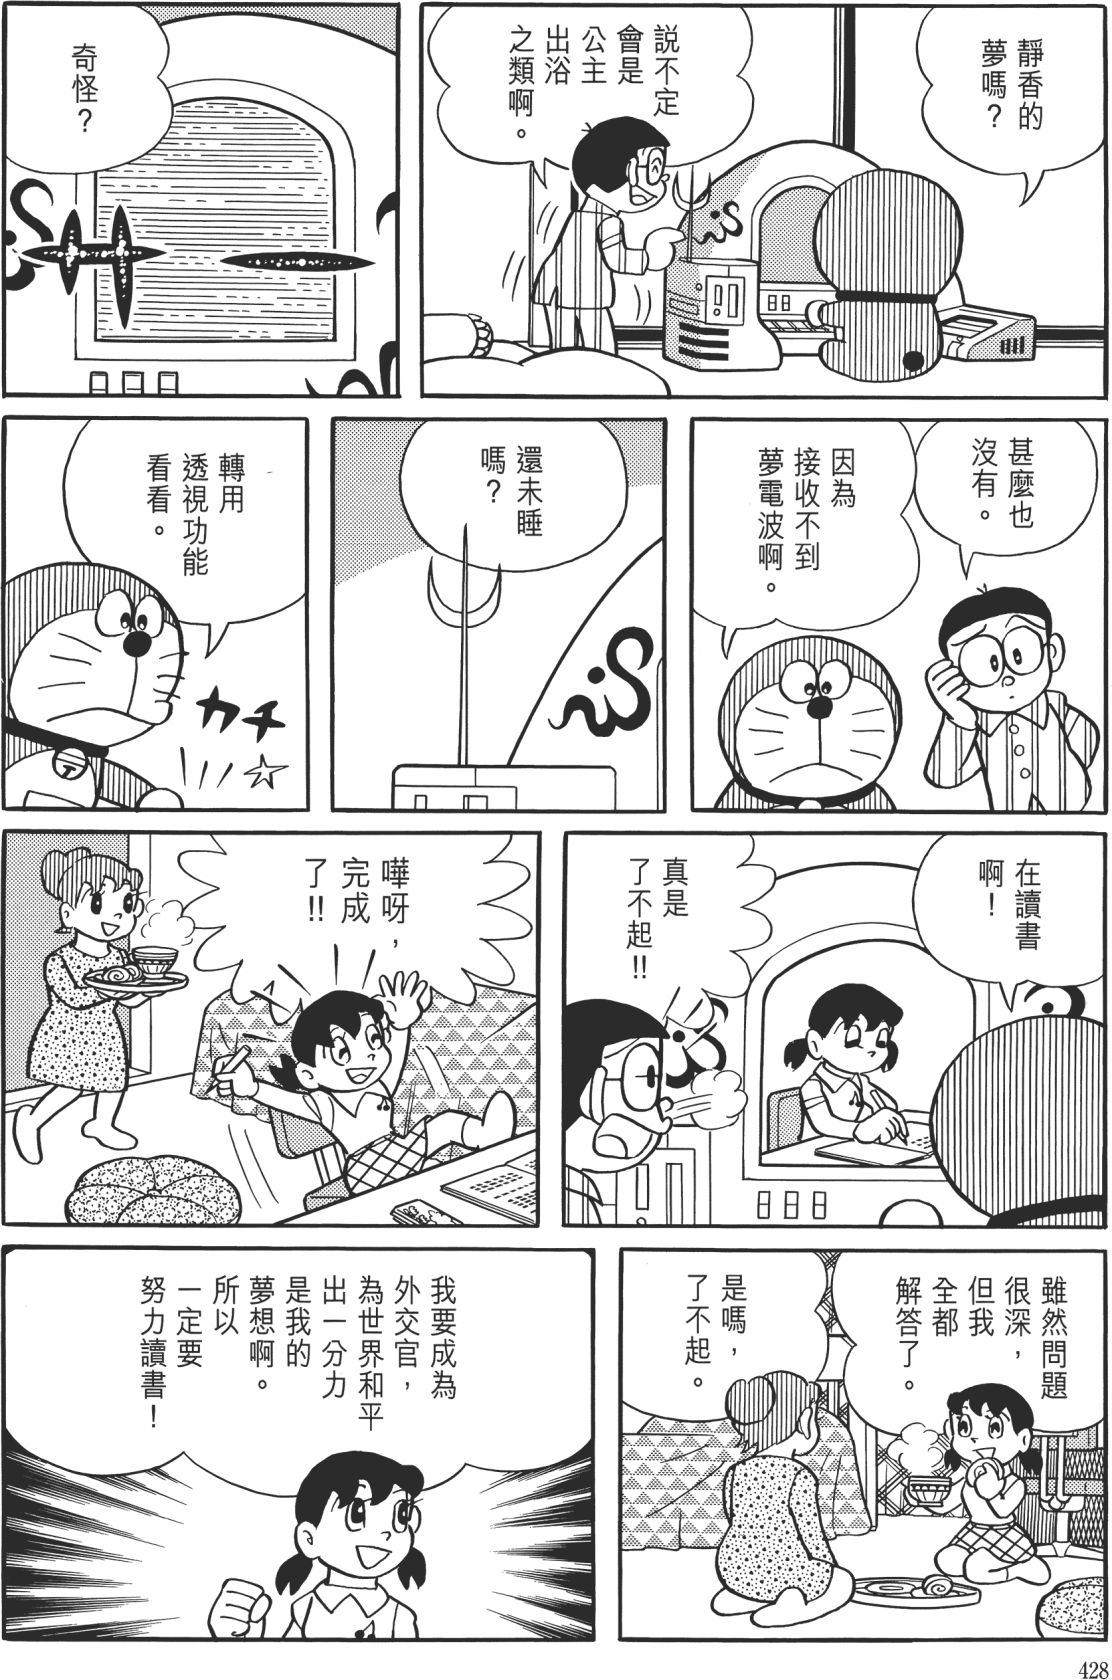 靜香的
夢嗎？
説不定
會是
公主
出浴
之類啊。
奇怪？
甚麼也
沒有。
因為
接收不到
夢電波啊。
還未睡
嗎？
轉用
透視功能
看看。
カチ
在讀書
啊！
真是
了不起!!
嘩呀，
完成
了!!
雖然問題
很深，
但我
全都
解答了。
是嗎，
了不起。
我要成為
外交官，
為世界和平
出一分力
是我的
夢想啊。
所以
一定要
努力讀書！
428